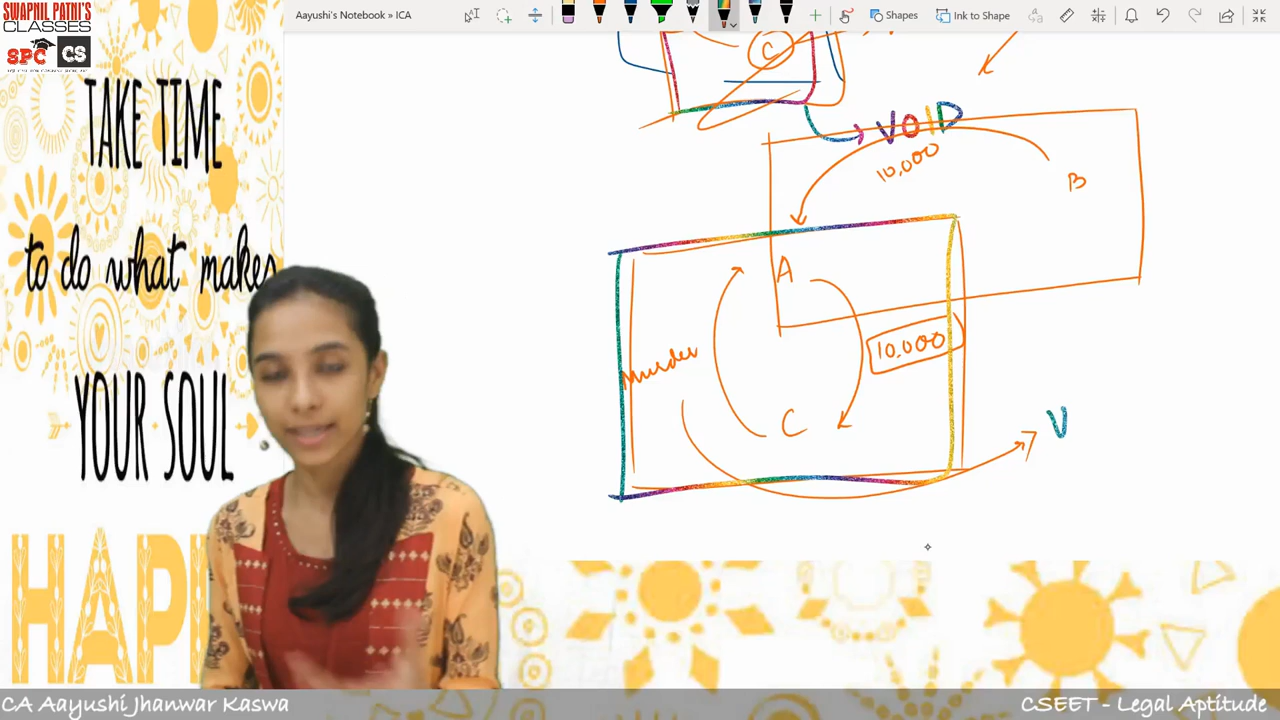 SWAPNIL PATNI'S
CLASSES
SPC CS
Aayushi's Notebook » ICA
Shapes
Ink to Shape
TAKE TIME
to do what makes
YOUR SOUL
HAPP
C
VOID
10,000
B
A
Murder
10,000
C
V
CA Aayushi Jhanwar Kaswa
CSEET - Legal Aptitude